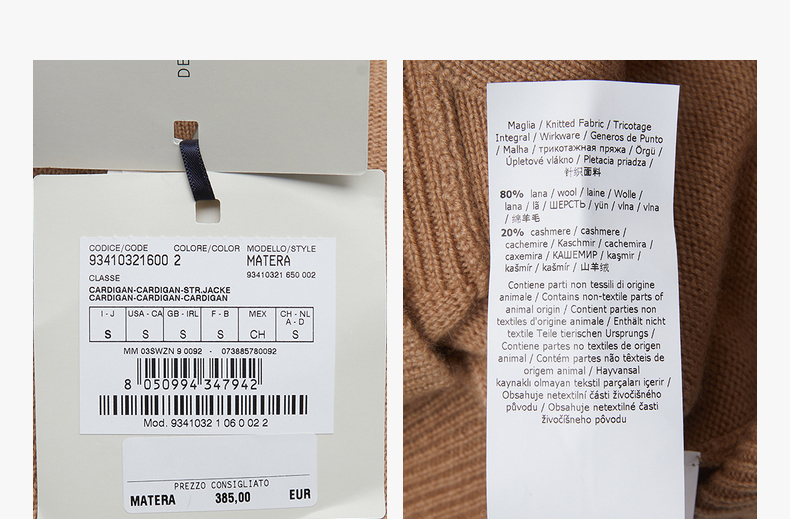 DE
CODICE/CODE COLORE/COLOR MODELLO/STYLE
93410321600 2 MATERA
93410321 650 002
CLASSE
CARDIGAN-CARDIGAN-STR.JACKE
CARDIGAN-CARDIGAN-CARDIGAN
I - J USA - CA GB - IRL F - B MEX CH - NL
A - D
S S S S CH S
MM 03SWZN 9 0092 - 073885780092
8 050994 347942
Mod. 9341032 1 06 0 02 2
PREZZO CONSIGLIATO
MATERA 385,00 EUR
Maglia / Knitted Fabric / Tricotage
Integral / Wirkware / Generos de Punto
/ Malha / трикотажная пряжа / Örgü /
Úpletové vlákno / Pletacia priadza /
针织面料
80% lana / wool / laine / Wolle /
lana / lã / ШЕРСТЬ / yün / vlna / vlna
/ 绵羊毛
20% cashmere / cashmere /
cachemire / Kaschmir / cachemira /
caxemira / КАШЕМИР / kaşmir /
kašmír / kašmír / 山羊绒
Contiene parti non tessili di origine
animale / Contains non-textile parts of
animal origin / Contient parties non
textiles d'origine animale / Enthält nicht
textile Teile tierischen Ursprungs /
Contiene partes no textiles de origen
animal / Contém partes não têxteis de
origem animal / Hayvansal
kaynaklı olmayan tekstil parçaları içerir /
Obsahuje netextilní části živočišného
původu / Obsahuje netextilné časti
živočíšneho pôvodu